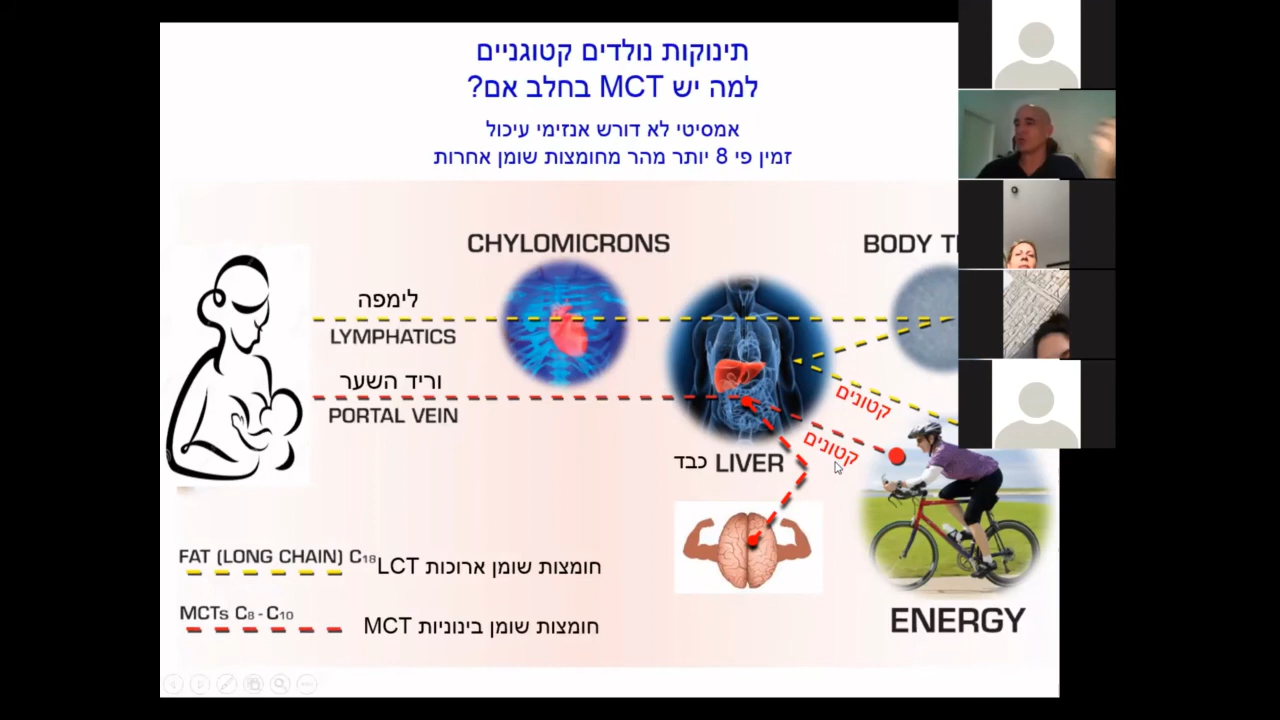 תינוקות נולדים קטוגניים
למה יש MCT בחלב אם?
אמסיטי לא דורש אנזימי עיכול
זמין פי 8 יותר מהר מחומצות שומן אחרות
CHYLOMICRONS
BODY
לימפה
LYMPHATICS
וריד השער
PORTAL VEIN
קטונים
קטונים
כבד LIVER
FAT (LONG CHAIN) C18
חומצות שומן ארוכות LCT
MCTs C8-C10
חומצות שומן בינוניות MCT
ENERGY